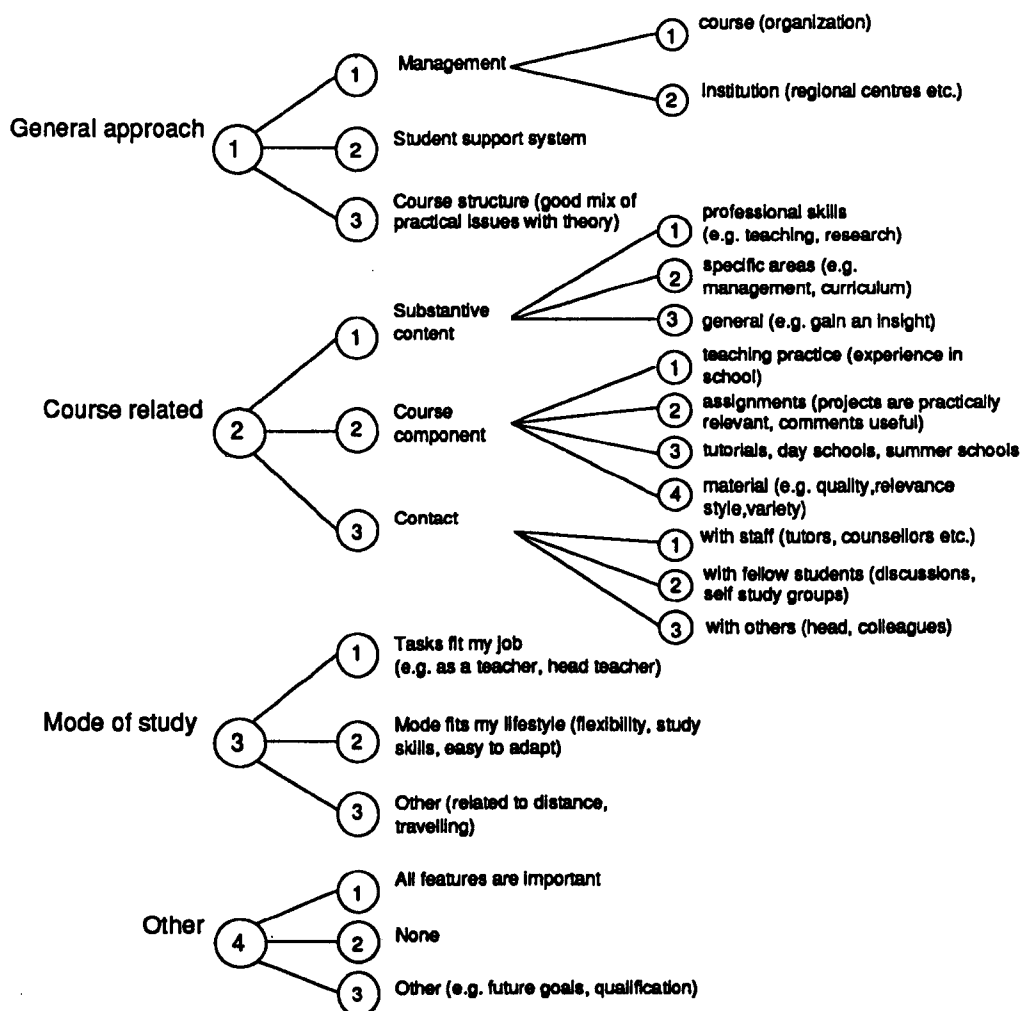 General approach
1
1
Management
1
course (organization)
2
Institution (regional centres etc.)
2
Student support system
3
Course structure (good mix of
practical issues with theory)
Course related
2
1
Substantive
content
1
professional skills
(e.g. teaching, research)
2
specific areas (e.g.
management, curriculum)
3
general (e.g. gain an insight)
2
Course
component
1
teaching practice (experience in
school)
2
assignments (projects are practically
relevant, comments useful)
3
tutorials, day schools, summer schools
4
material (e.g. quality,relevance
style,variety)
3
Contact
1
with staff (tutors, counsellors etc.)
2
with fellow students (discussions,
self study groups)
3
with others (head, colleagues)
Mode of study
3
1
Tasks fit my job
(e.g. as a teacher, head teacher)
2
Mode fits my lifestyle (flexibility, study
skills, easy to adapt)
3
Other (related to distance,
travelling)
Other
4
1
All features are important
2
None
3
Other (e.g. future goals, qualification)